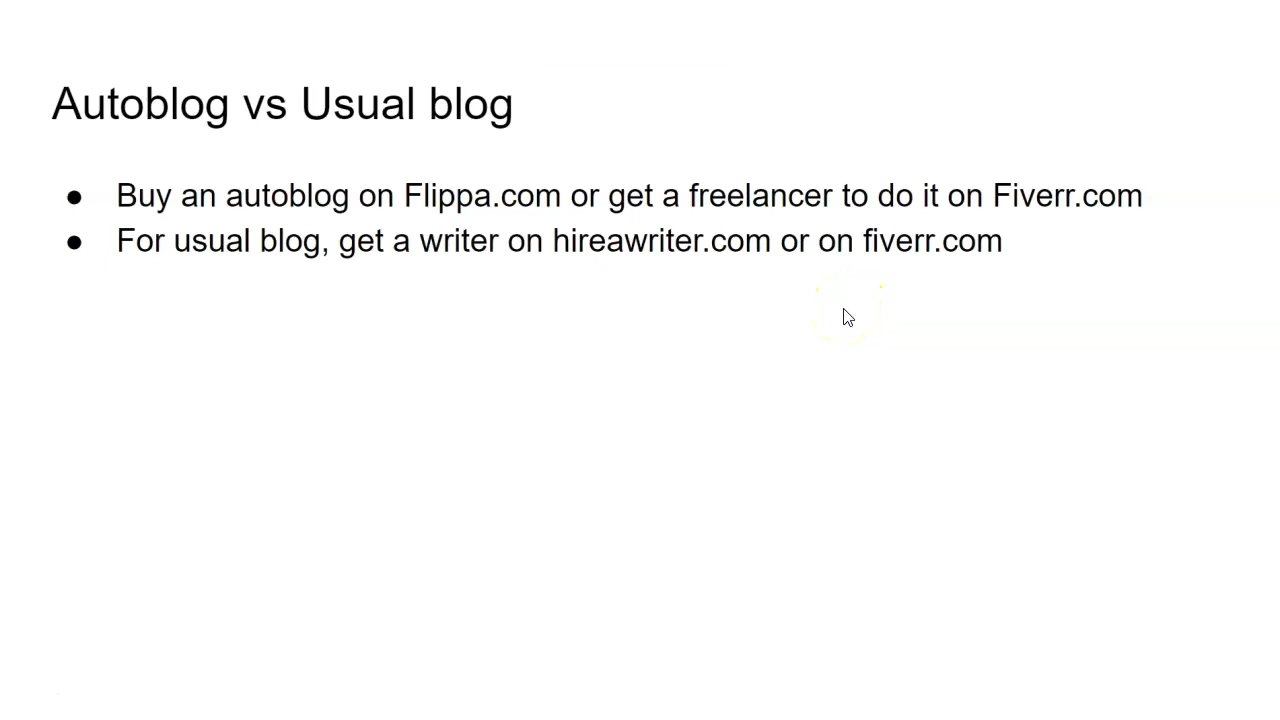 Autoblog vs Usual blog
● Buy an autoblog on Flippa.com or get a freelancer to do it on Fiverr.com
● For usual blog, get a writer on hireawriter.com or on fiverr.com